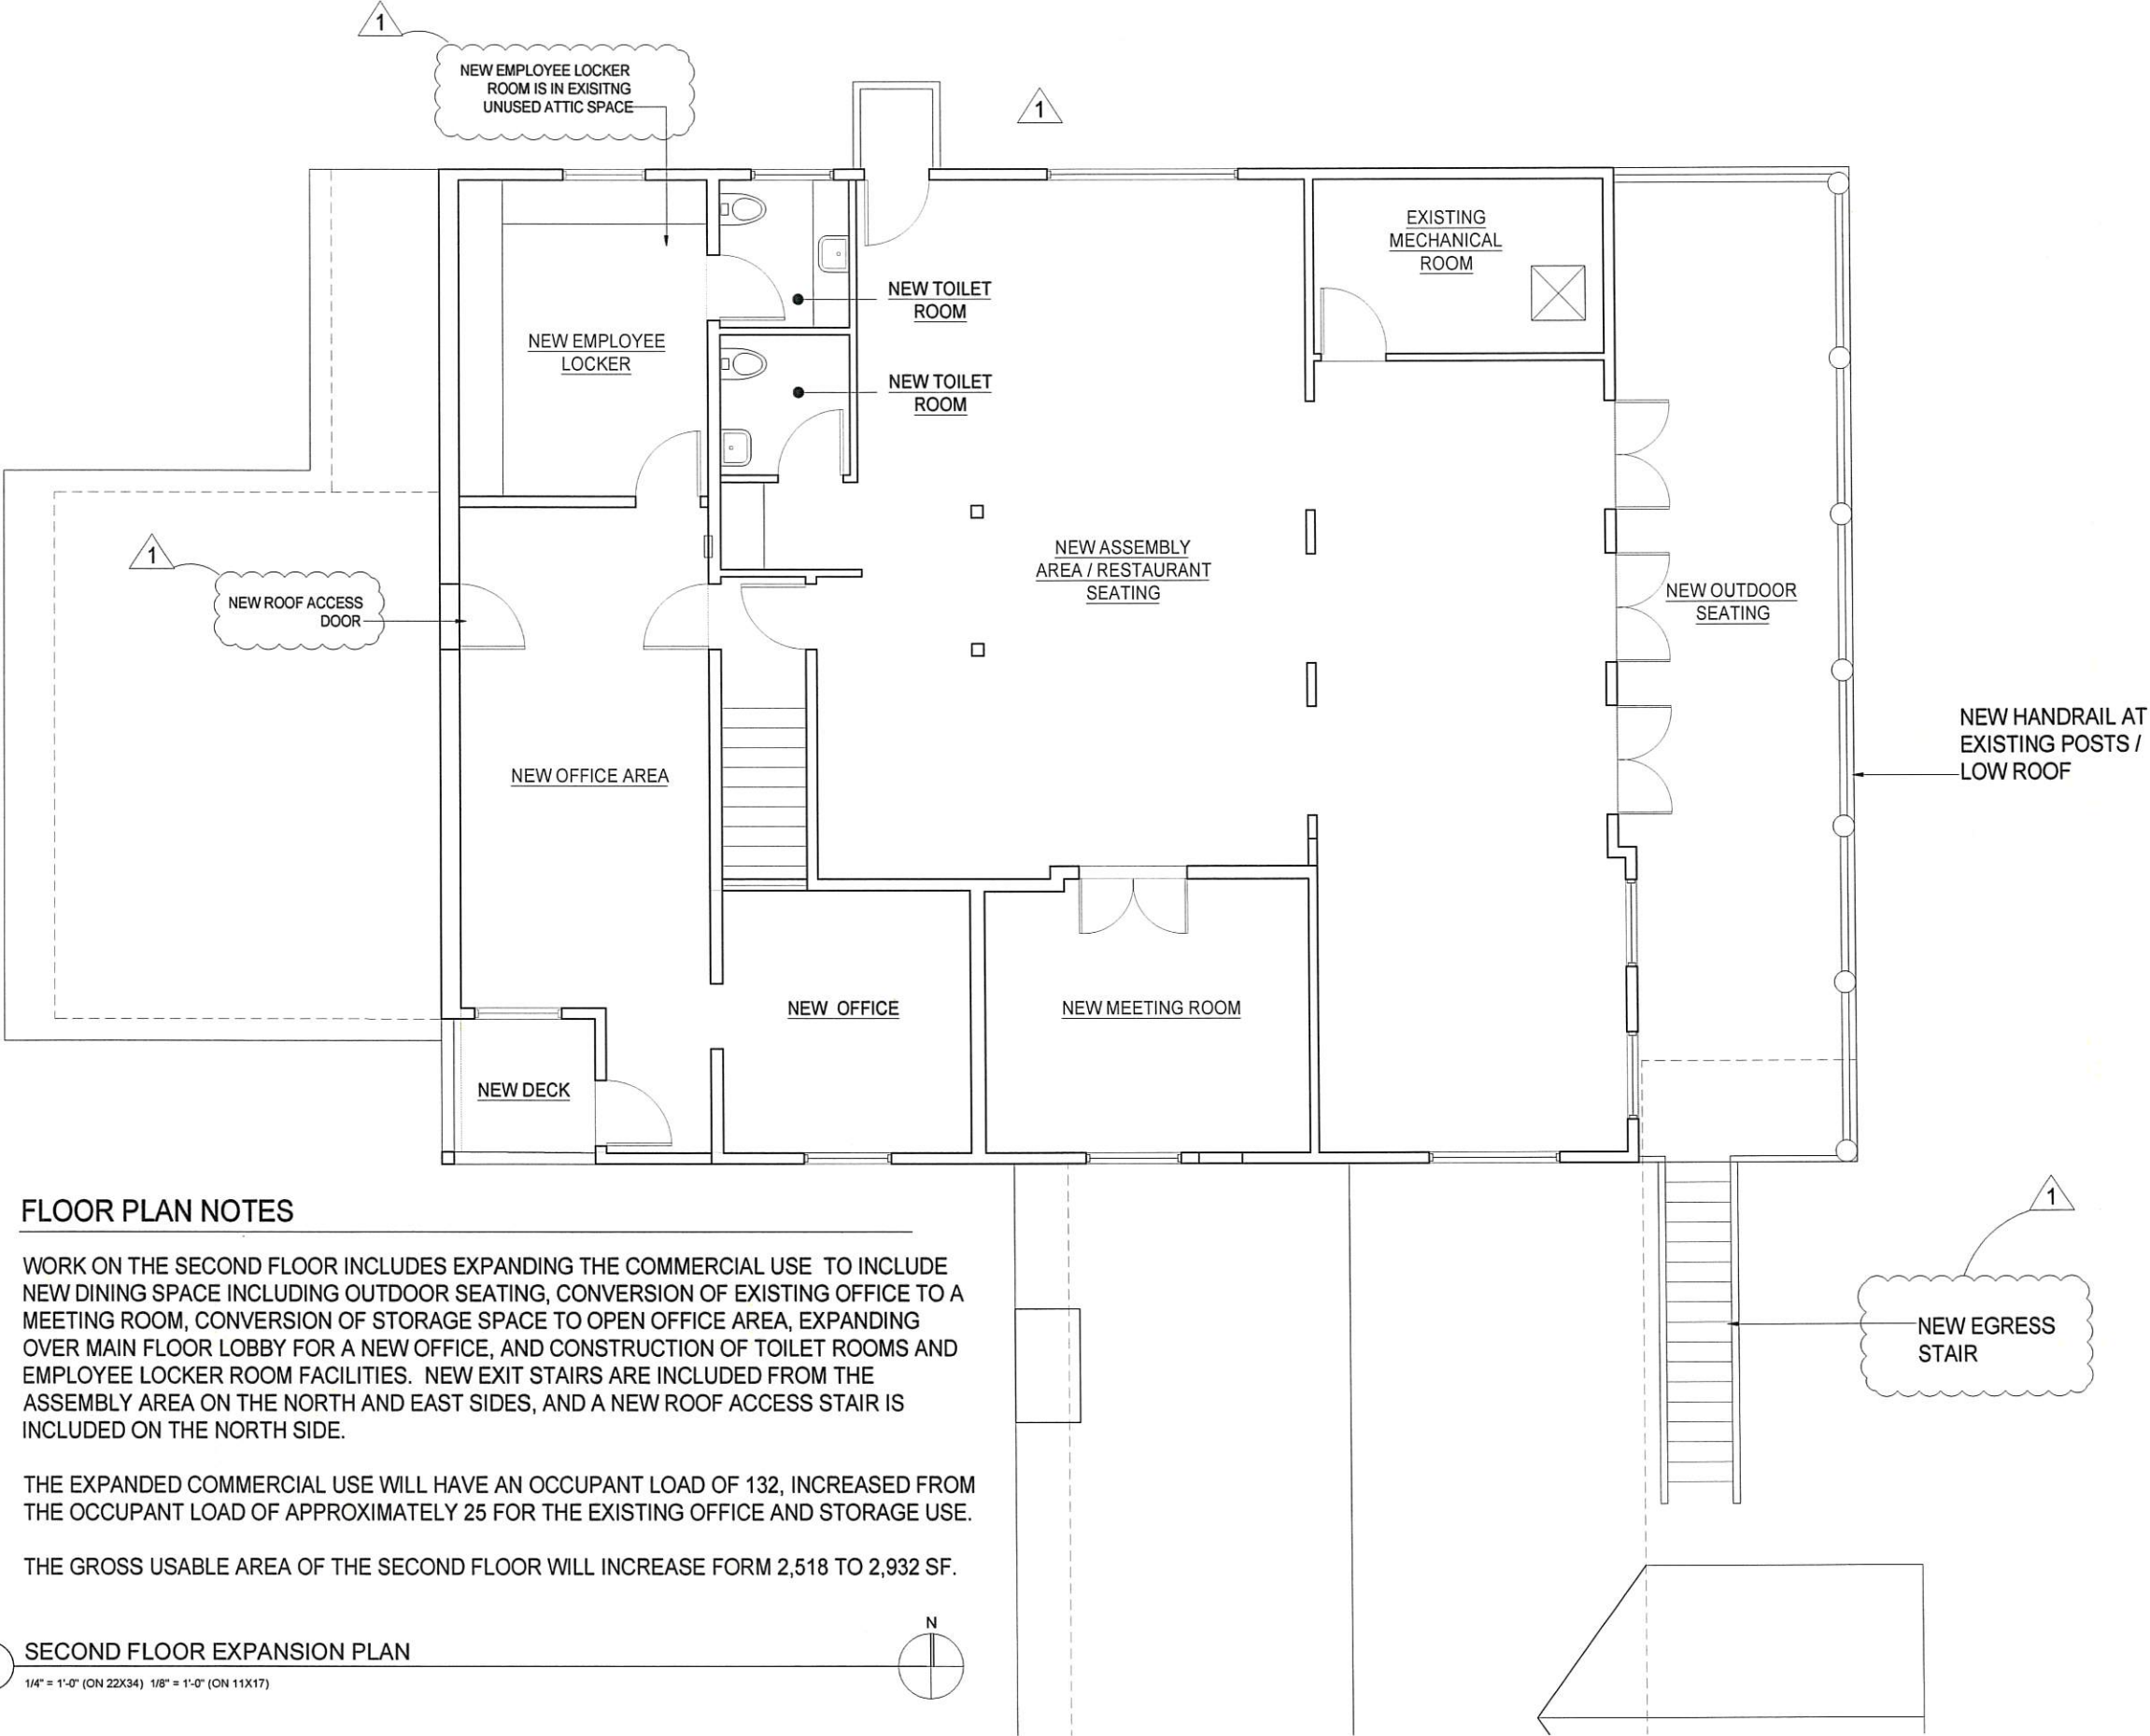 1
NEW EMPLOYEE LOCKER
ROOM IS IN EXISITNG
UNUSED ATTIC SPACE
1
EXISTING
MECHANICAL
ROOM
NEW TOILET
ROOM
NEW EMPLOYEE
LOCKER
NEW TOILET
ROOM
1
NEW ROOF ACCESS
DOOR
NEW ASSEMBLY
AREA / RESTAURANT
SEATING
NEW OUTDOOR
SEATING
NEW HANDRAIL AT
EXISTING POSTS /
LOW ROOF
NEW OFFICE AREA
NEW OFFICE
NEW MEETING ROOM
NEW DECK
1
NEW EGRESS
STAIR
FLOOR PLAN NOTES
WORK ON THE SECOND FLOOR INCLUDES EXPANDING THE COMMERCIAL USE TO INCLUDE
NEW DINING SPACE INCLUDING OUTDOOR SEATING, CONVERSION OF EXISTING OFFICE TO A
MEETING ROOM, CONVERSION OF STORAGE SPACE TO OPEN OFFICE AREA, EXPANDING
OVER MAIN FLOOR LOBBY FOR A NEW OFFICE, AND CONSTRUCTION OF TOILET ROOMS AND
EMPLOYEE LOCKER ROOM FACILITIES. NEW EXIT STAIRS ARE INCLUDED FROM THE
ASSEMBLY AREA ON THE NORTH AND EAST SIDES, AND A NEW ROOF ACCESS STAIR IS
INCLUDED ON THE NORTH SIDE.
THE EXPANDED COMMERCIAL USE WILL HAVE AN OCCUPANT LOAD OF 132, INCREASED FROM
THE OCCUPANT LOAD OF APPROXIMATELY 25 FOR THE EXISTING OFFICE AND STORAGE USE.
THE GROSS USABLE AREA OF THE SECOND FLOOR WILL INCREASE FORM 2,518 TO 2,932 SF.
N
SECOND FLOOR EXPANSION PLAN
1/4" = 1'-0" (ON 22X34) 1/8" = 1'-0" (ON 11X17)